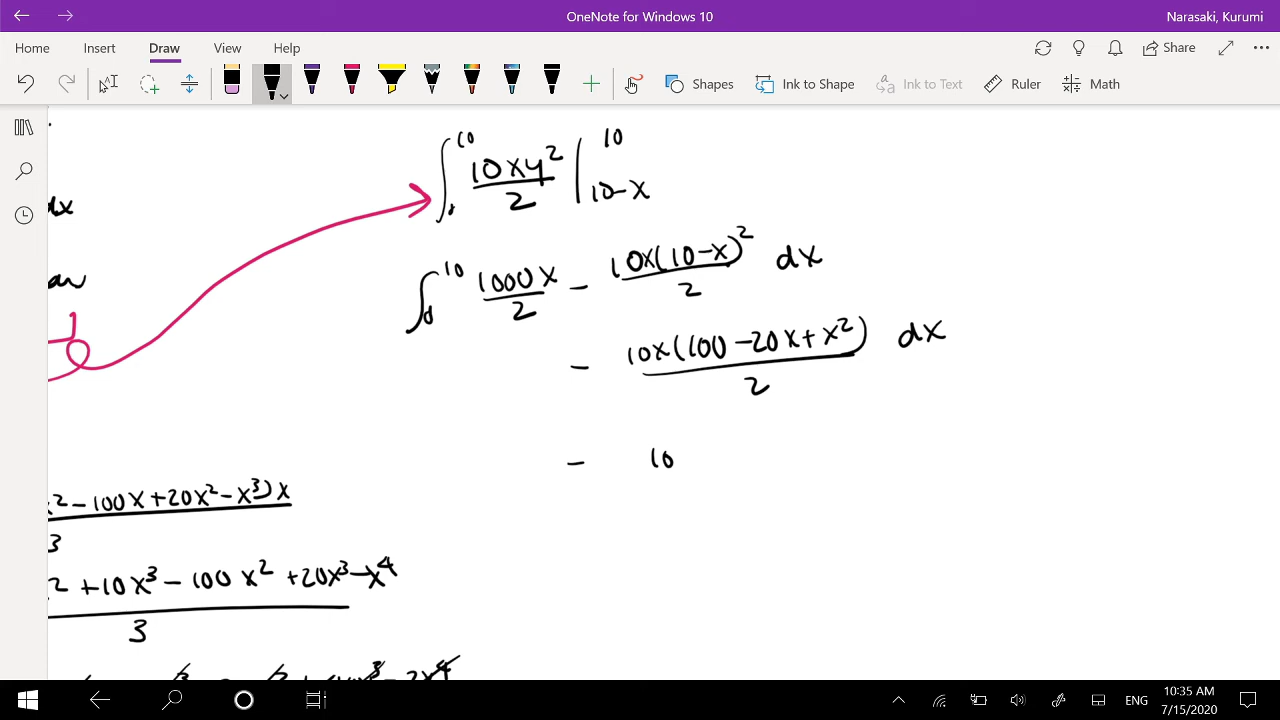 OneNote for Windows 10
Narasaki, Kurumi
Home Insert Draw View Help
Share
Shapes Ink to Shape Ink to Text Ruler Math
dx
∫₀¹⁰ 10xy²/2 |₁₀₋ₓ¹⁰
∫₀¹⁰ 1000x/2 - 10x(10-x)²/2 dx
- 10x(100-20x+x²)/2 dx
- 10
² - 100x + 20x² - x³)x
3
² + 10x³ - 100x² + 20x³ - x⁴
3
ENG
10:35 AM
7/15/2020